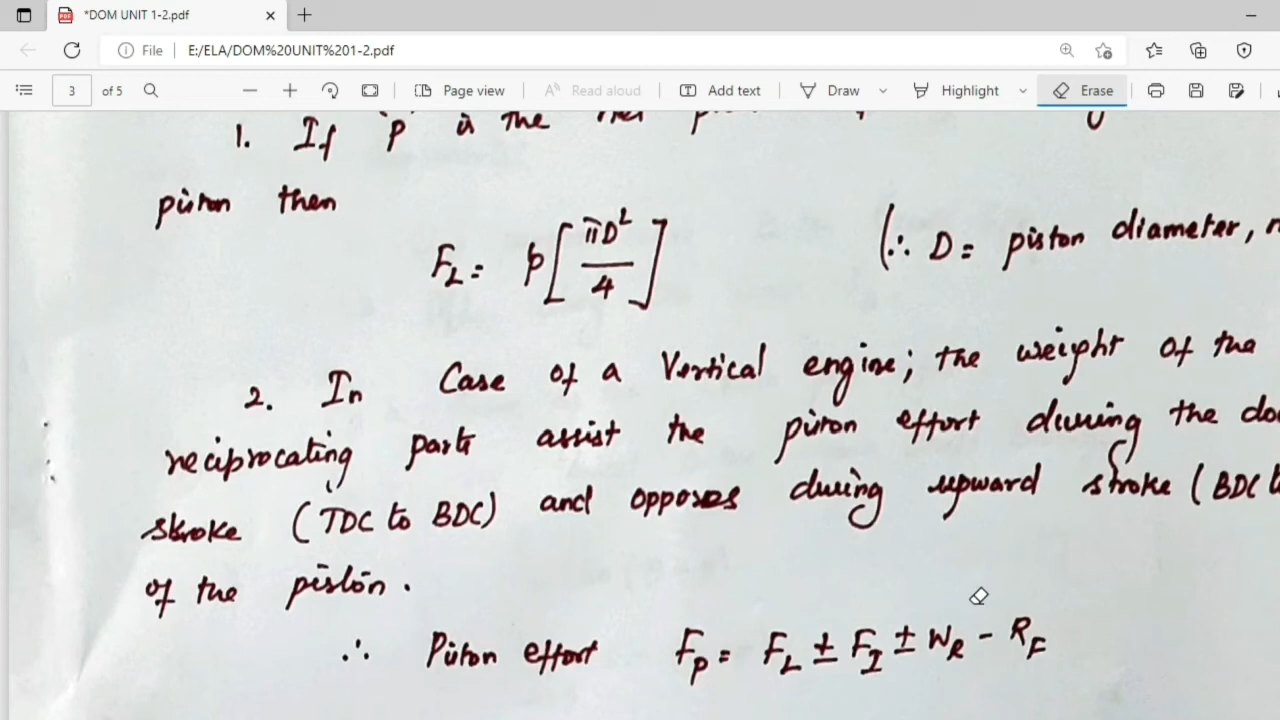 *DOM UNIT 1-2.pdf
File E:/ELA/DOM%20UNIT%201-2.pdf
3 of 5 Page view Read aloud Add text Draw Highlight Erase
1. If 'p' is the
piston then
F_L = p[πD²/4] (∴ D = piston diameter,
2. In Case of a Vertical engine; the weight of the
reciprocating parts assist the piston effort during the
stroke (TDC to BDC) and opposes during upward stroke (BDC
of the piston.
∴ Piston effort F_P = F_L ± F_I ± W_R - R_F